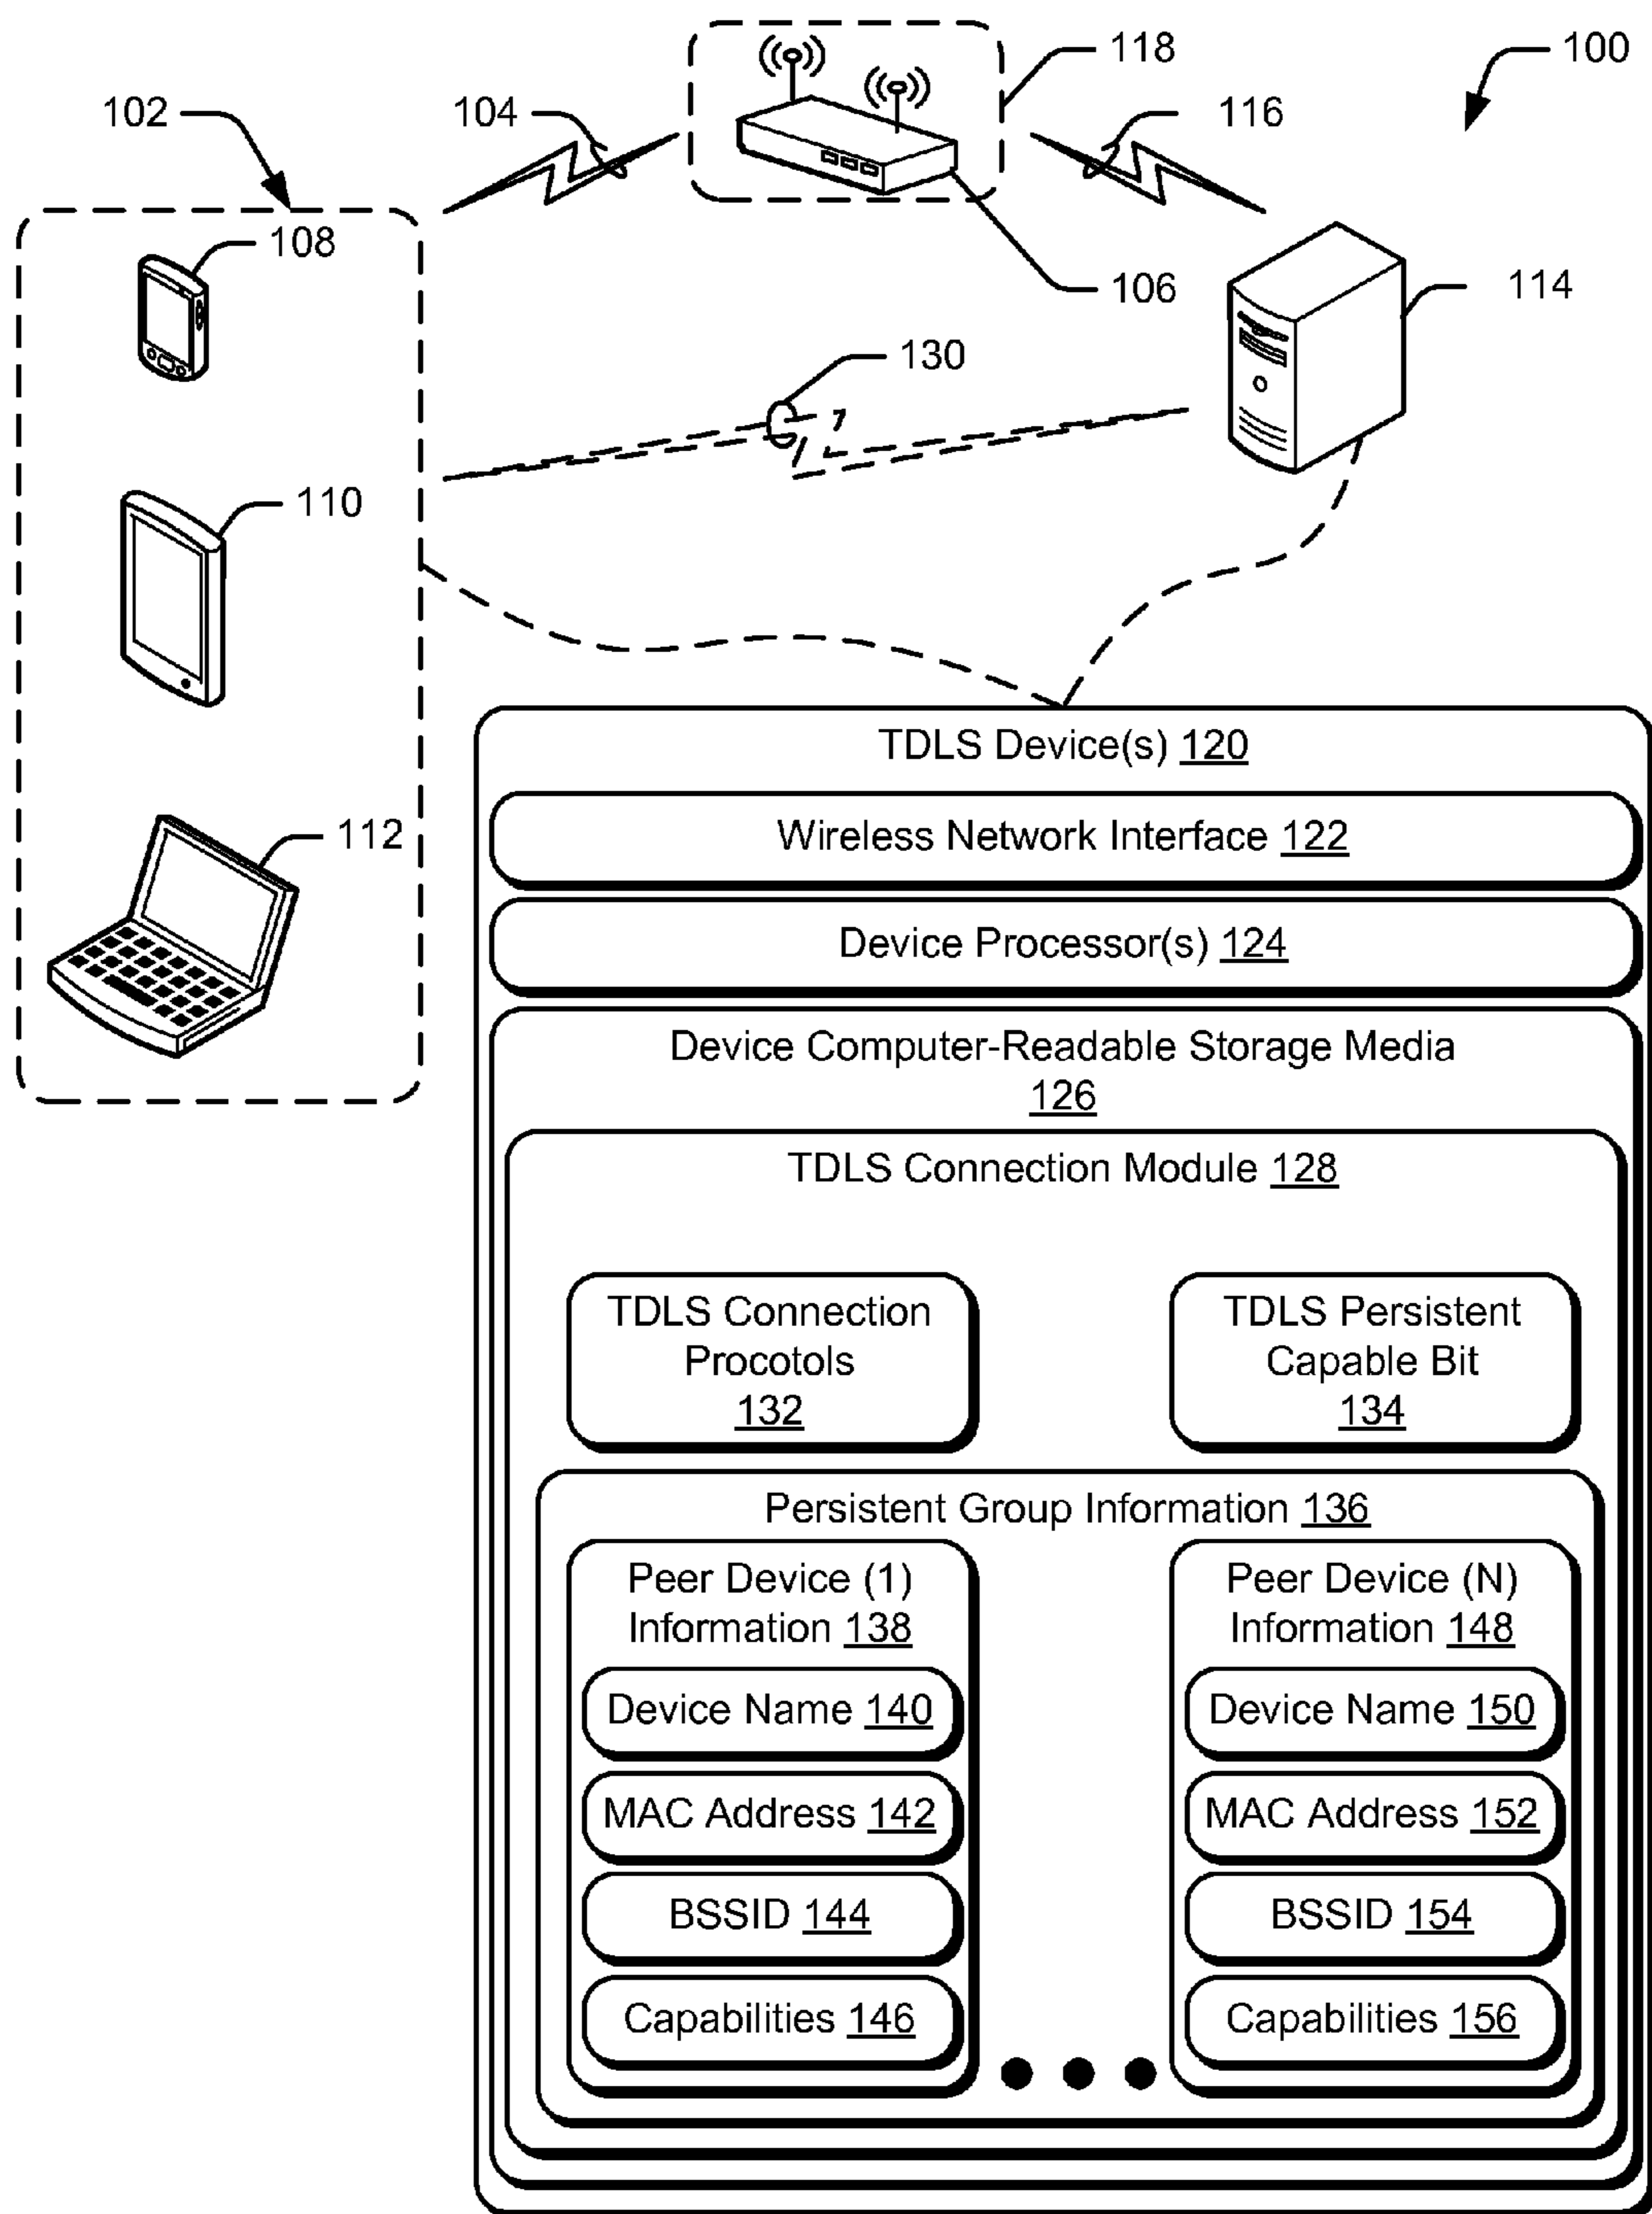 118
100
102
104
116
108
106
114
130
110
112
TDLS Device(s) 120
Wireless Network Interface 122
Device Processor(s) 124
Device Computer-Readable Storage Media
126
TDLS Connection Module 128
TDLS Connection
Procotols
132
TDLS Persistent
Capable Bit
134
Persistent Group Information 136
Peer Device (1)
Information 138
Device Name 140
MAC Address 142
BSSID 144
Capabilities 146
Peer Device (N)
Information 148
Device Name 150
MAC Address 152
BSSID 154
Capabilities 156